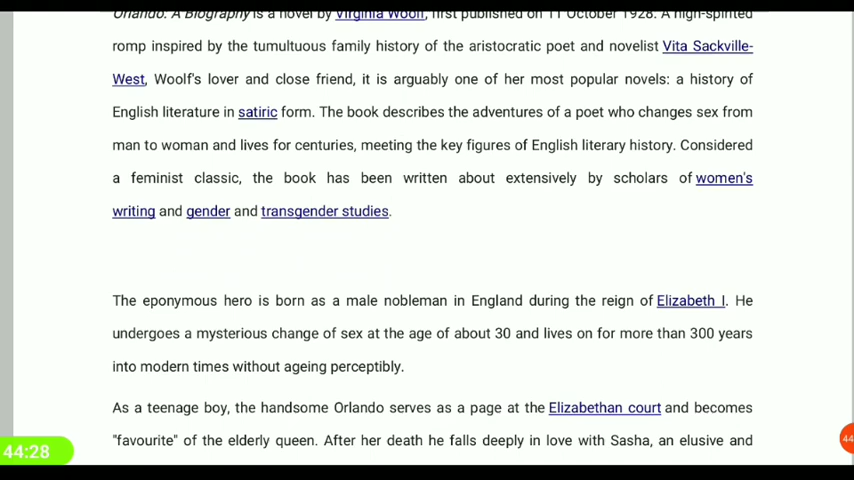 Orlando: A Biography is a novel by Virginia Woolf, first published on 11 October 1928. A high-spirited
romp inspired by the tumultuous family history of the aristocratic poet and novelist Vita Sackville-
West, Woolf's lover and close friend, it is arguably one of her most popular novels: a history of
English literature in satiric form. The book describes the adventures of a poet who changes sex from
man to woman and lives for centuries, meeting the key figures of English literary history. Considered
a feminist classic, the book has been written about extensively by scholars of women's
writing and gender and transgender studies.
The eponymous hero is born as a male nobleman in England during the reign of Elizabeth I. He
undergoes a mysterious change of sex at the age of about 30 and lives on for more than 300 years
into modern times without ageing perceptibly.
As a teenage boy, the handsome Orlando serves as a page at the Elizabethan court and becomes
"favourite" of the elderly queen. After her death he falls deeply in love with Sasha, an elusive and
44:28
44